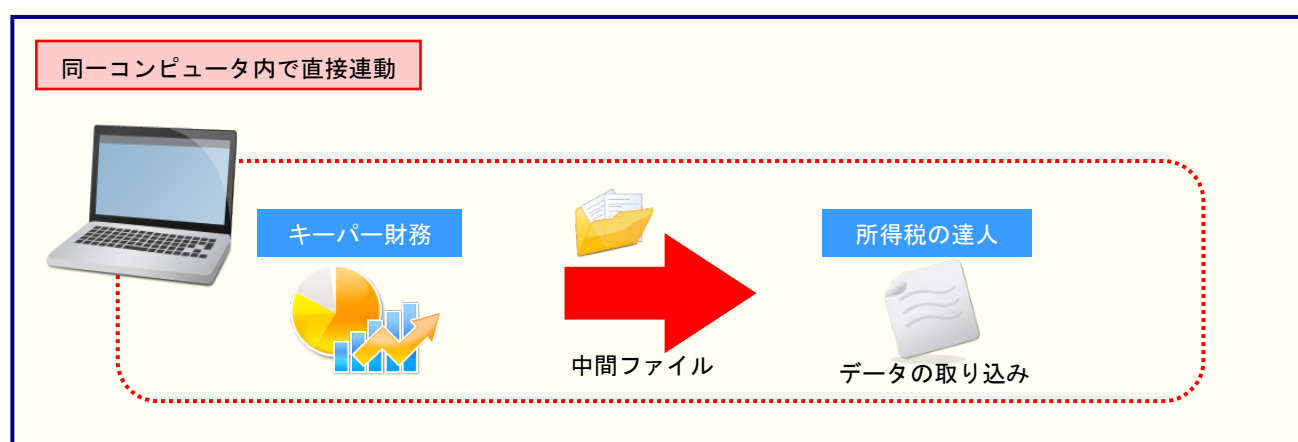 同一コンピュータ内で直接連動
キーパー財務
所得税の達人
中間ファイル
データの取り込み